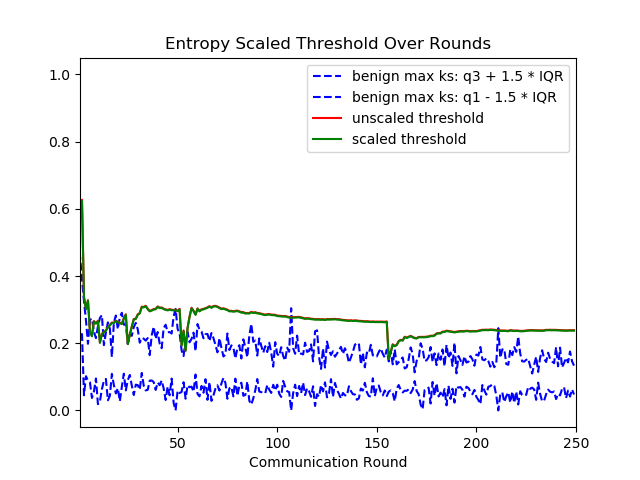 Entropy Scaled Threshold Over Rounds
1.0
0.8
0.6
0.4
0.2
0.0
benign max ks: q3 + 1.5 * IQR
benign max ks: q1 - 1.5 * IQR
unscaled threshold
scaled threshold
50
100
150
200
250
Communication Round